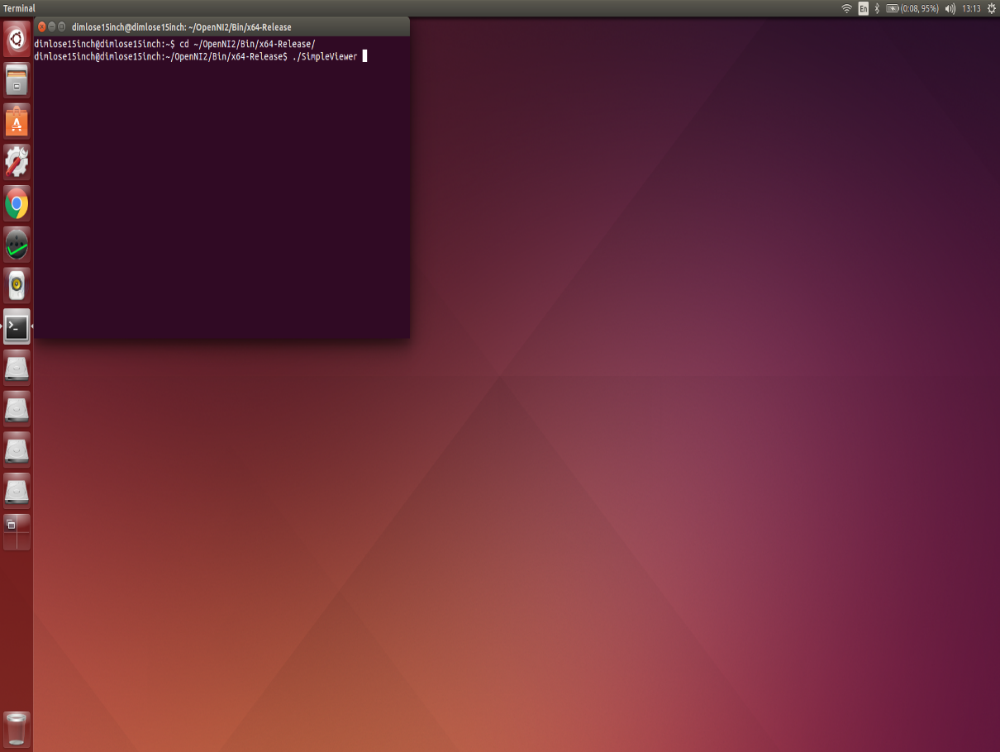 Terminal
En
(0:08, 95%)
13:13
dimlose15inch@dimlose15inch: ~/OpenNI2/Bin/x64-Release
dimlose15inch@dimlose15inch:~$ cd ~/OpenNI2/Bin/x64-Release/
dimlose15inch@dimlose15inch:~/OpenNI2/Bin/x64-Release$ ./SimpleViewer